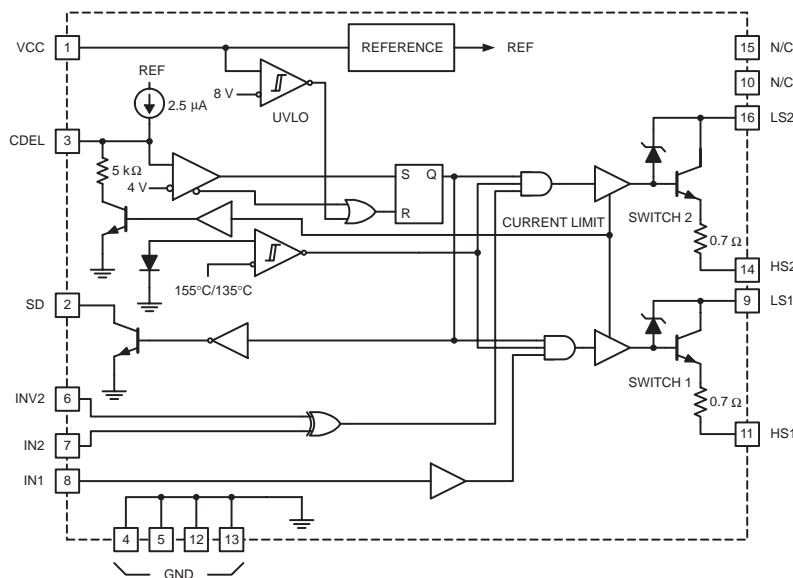 VCC 1 REFERENCE REF 15 N/C
REF
10 N/C
2.5 µA
8 V
UVLO
16 LS2
CDEL 3
5 kΩ
4 V
S Q
R
CURRENT LIMIT
SWITCH 2
0.7 Ω
155°C/135°C
14 HS2
SD 2
9 LS1
SWITCH 1
INV2 6
0.7 Ω
IN2 7
11 HS1
IN1 8
4 5 12 13
GND